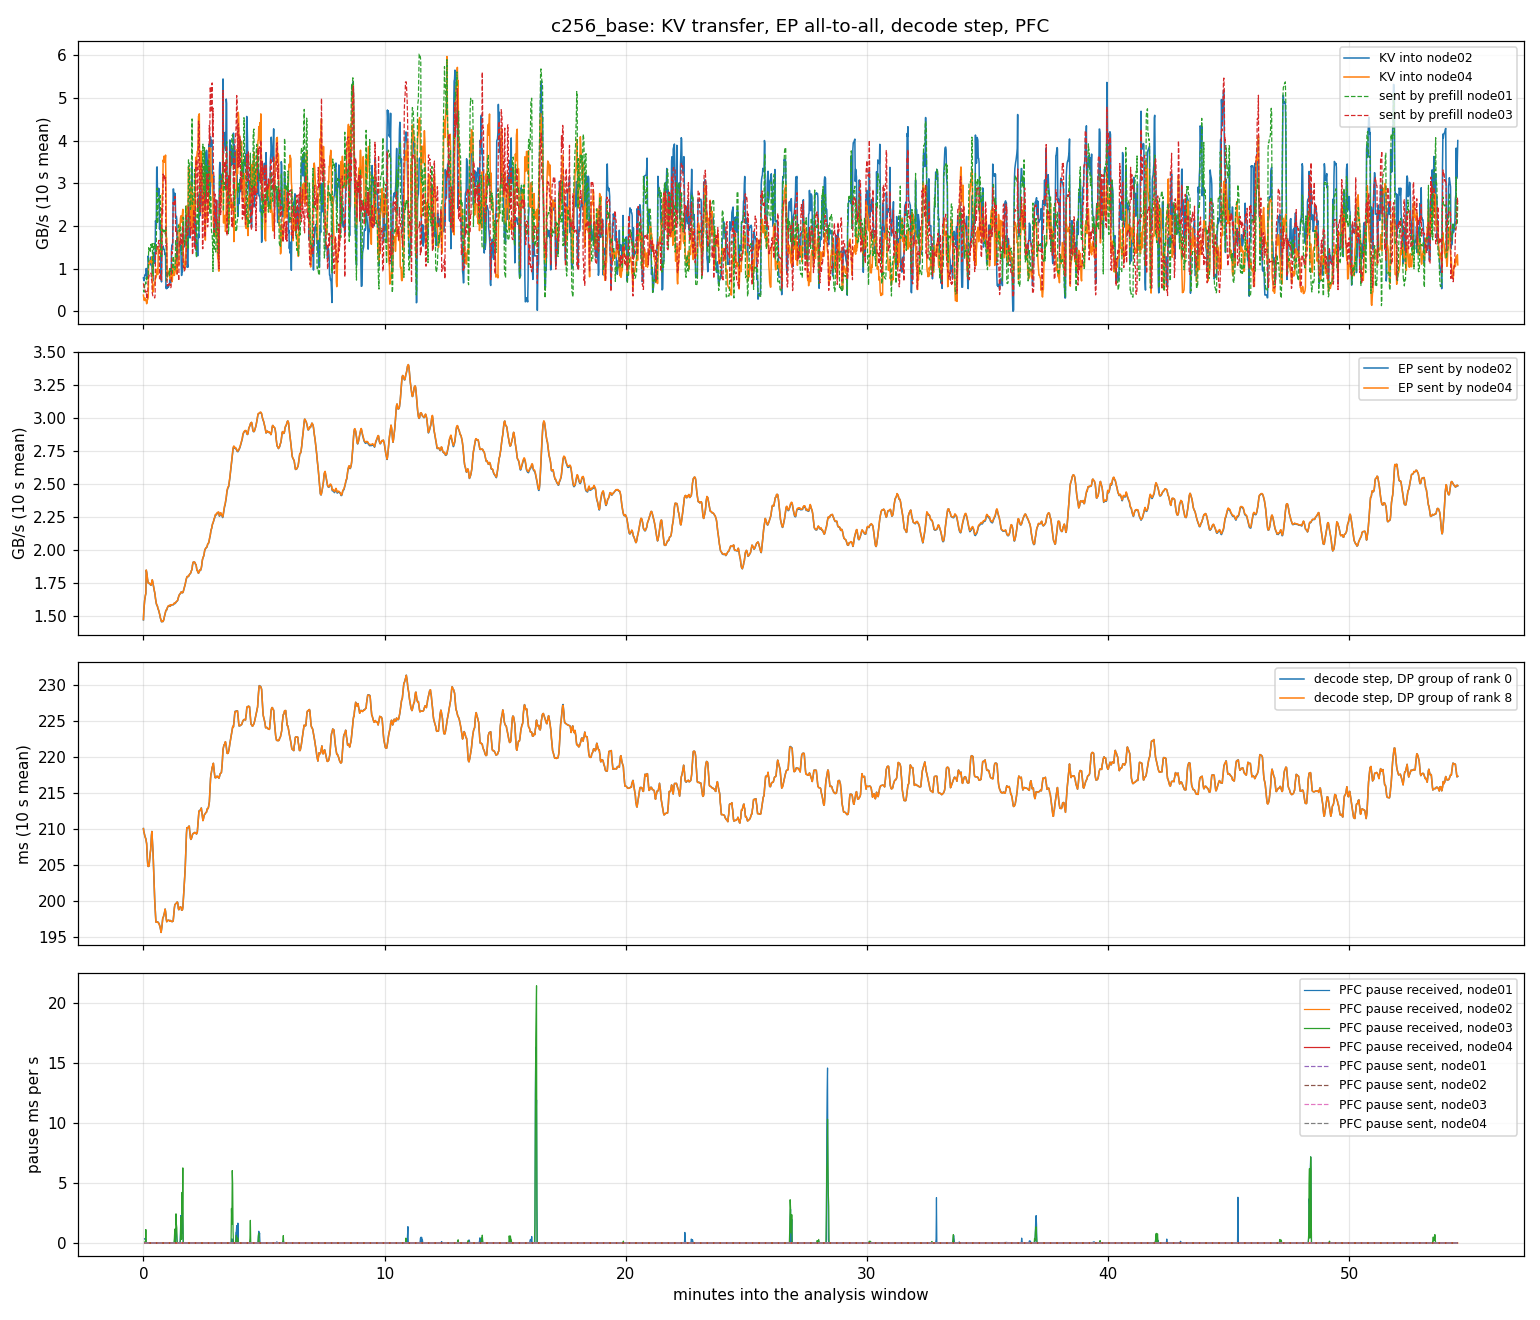 c256_base: KV transfer, EP all-to-all, decode step, PFC
GB/s (10 s mean)
6
5
4
3
2
1
0
KV into node02
KV into node04
sent by prefill node01
sent by prefill node03
GB/s (10 s mean)
3.50
3.25
3.00
2.75
2.50
2.25
2.00
1.75
1.50
EP sent by node02
EP sent by node04
ms (10 s mean)
230
225
220
215
210
205
200
195
decode step, DP group of rank 0
decode step, DP group of rank 8
pause ms per s
20
15
10
5
0
PFC pause received, node01
PFC pause received, node02
PFC pause received, node03
PFC pause received, node04
PFC pause sent, node01
PFC pause sent, node02
PFC pause sent, node03
PFC pause sent, node04
0 10 20 30 40 50
minutes into the analysis window